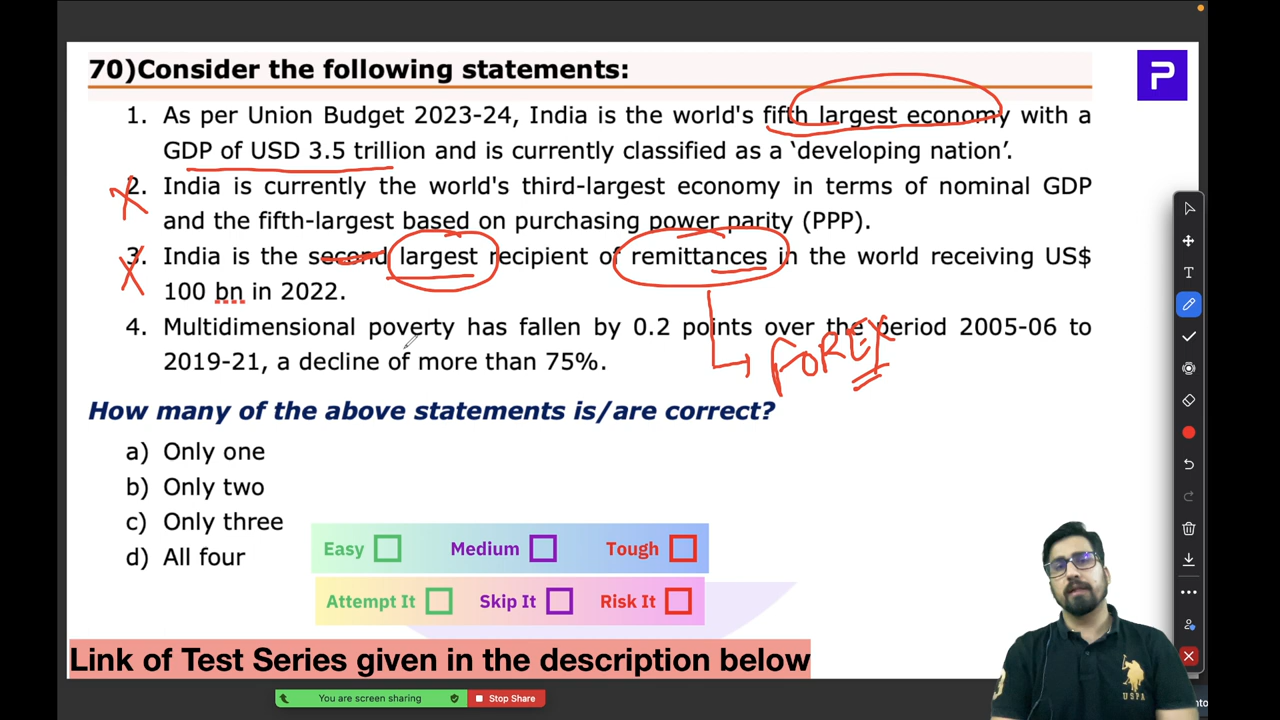 70)Consider the following statements:
1. As per Union Budget 2023-24, India is the world's fifth largest economy with a
GDP of USD 3.5 trillion and is currently classified as a ‘developing nation’.
2. India is currently the world's third-largest economy in terms of nominal GDP
and the fifth-largest based on purchasing power parity (PPP).
3. India is the second largest recipient of remittances in the world receiving US$
100 bn in 2022.
4. Multidimensional poverty has fallen by 0.2 points over the period 2005-06 to
2019-21, a decline of more than 75%.
FOREX
How many of the above statements is/are correct?
a) Only one
b) Only two
c) Only three
d) All four
Easy Medium Tough
Attempt It Skip It Risk It
Link of Test Series given in the description below
You are screen sharing Stop Share
USPA